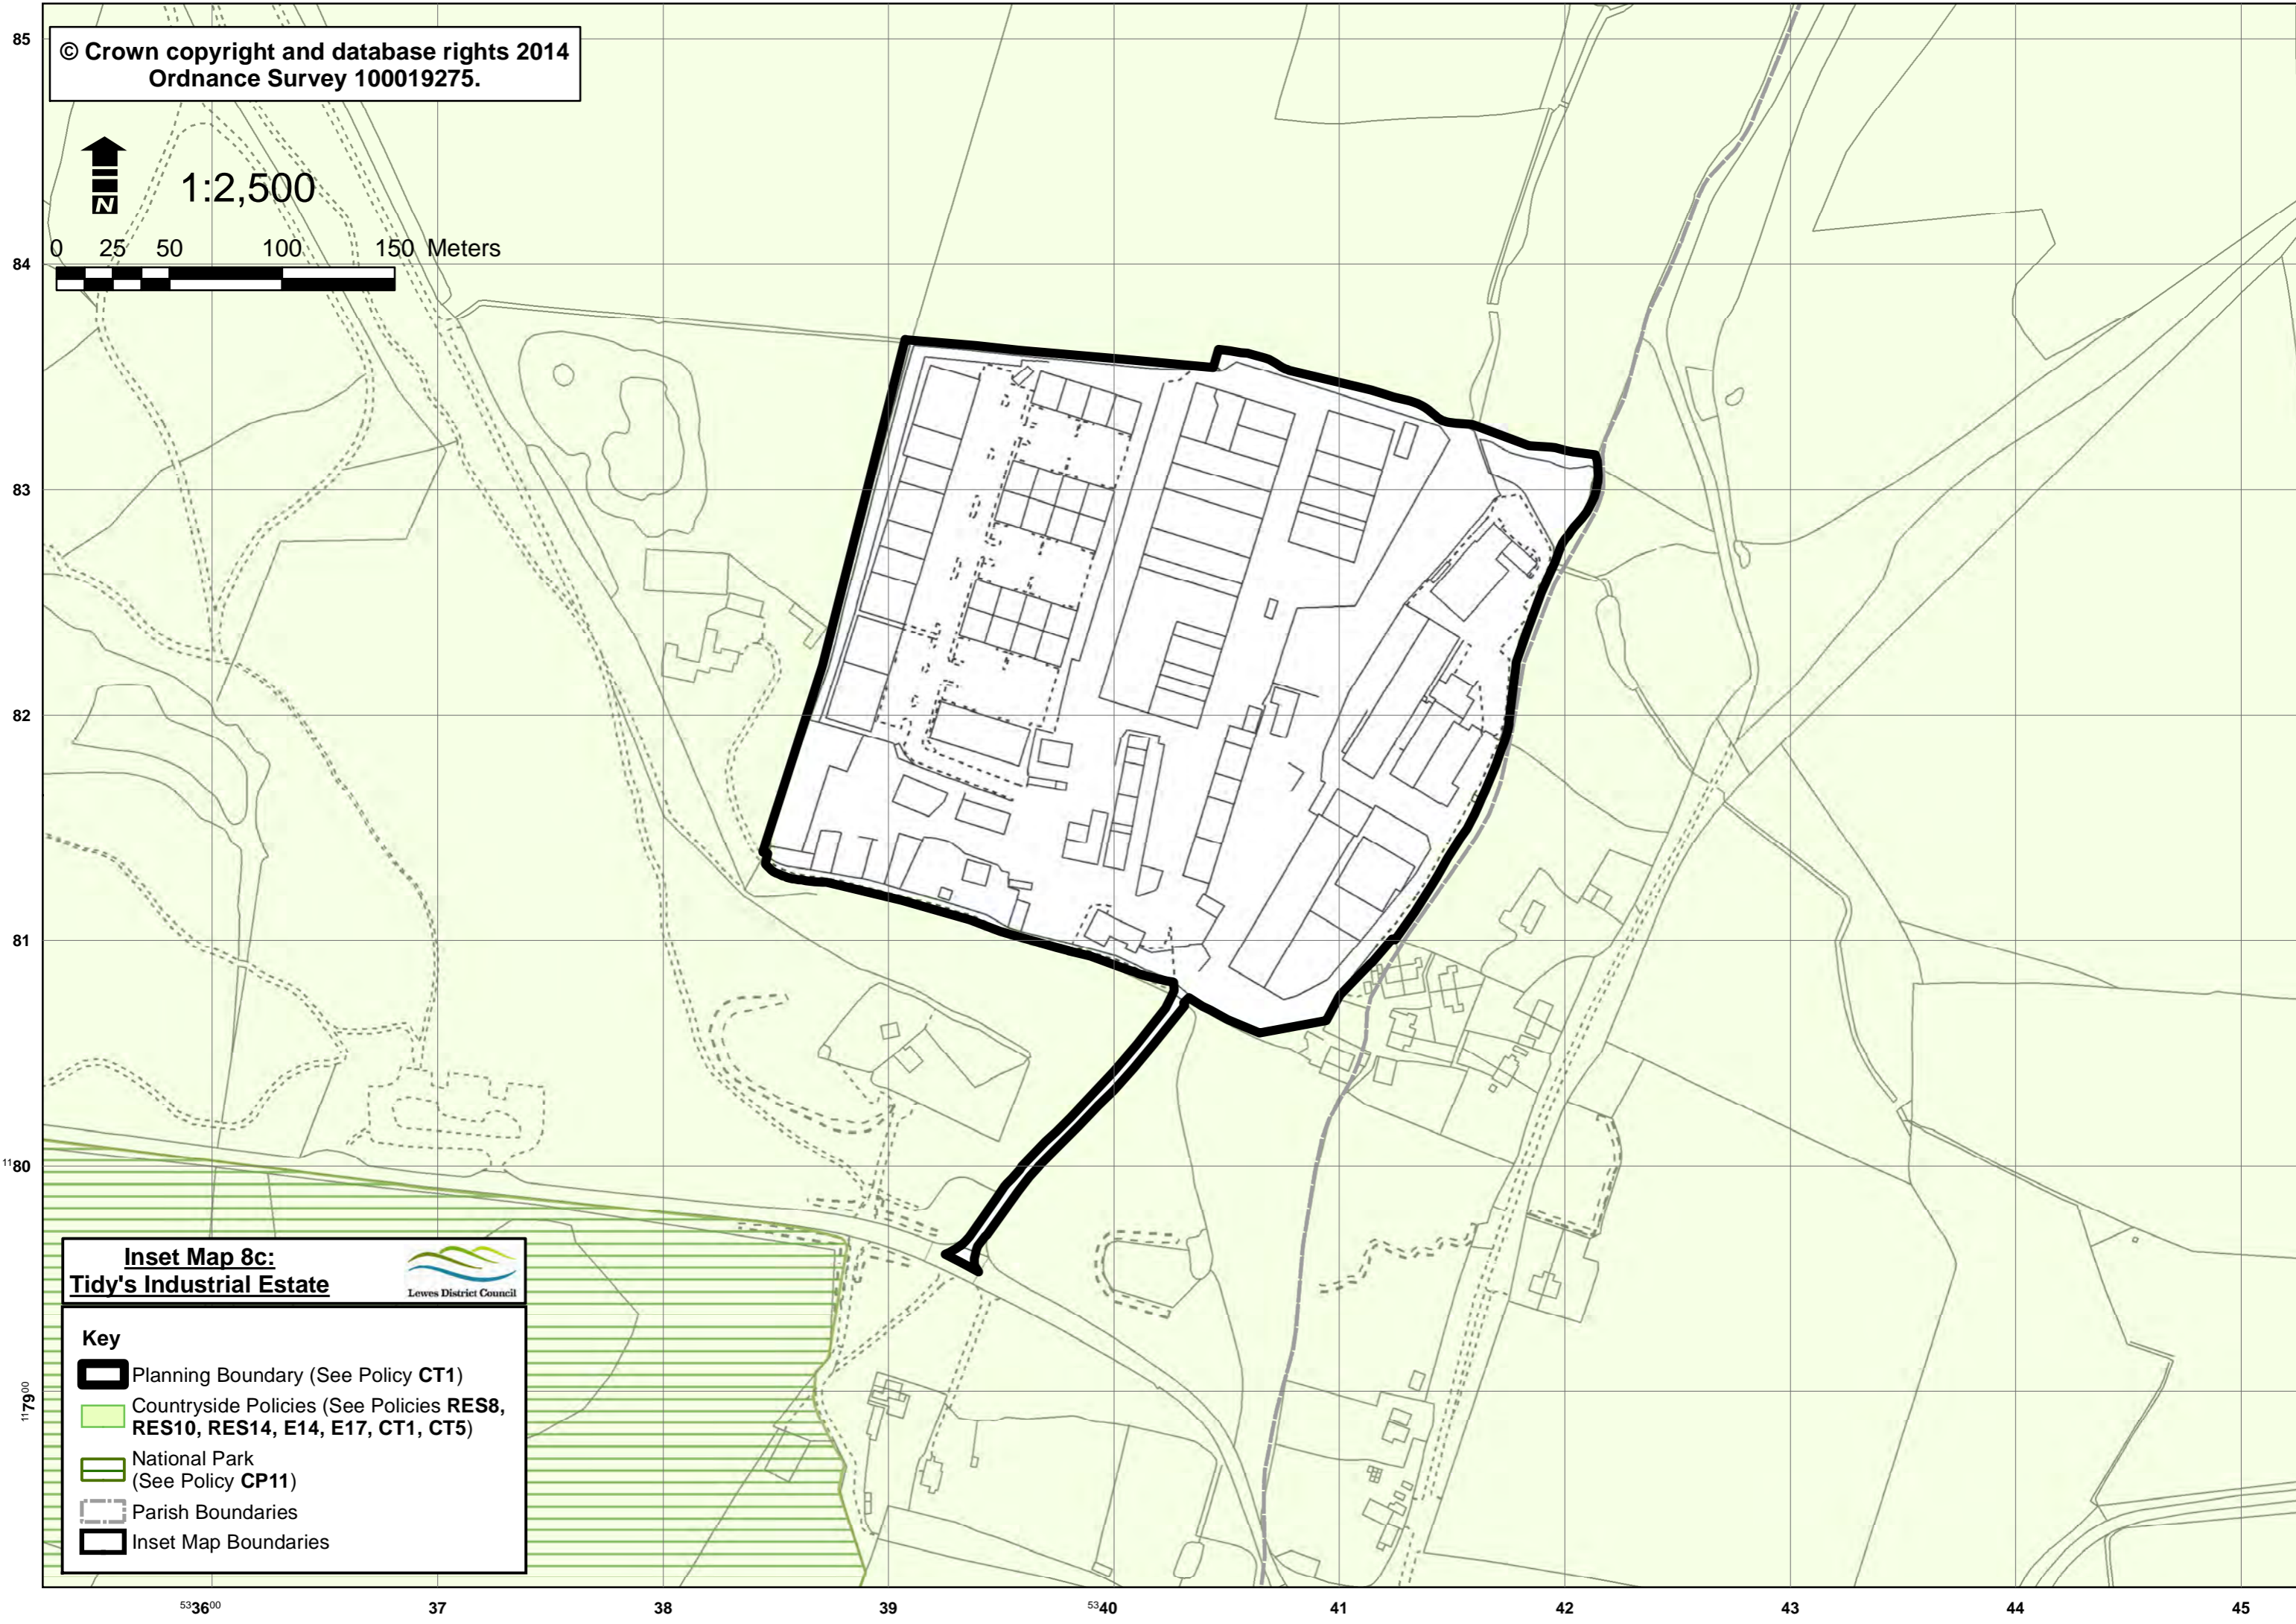 © Crown copyright and database rights 2014
Ordnance Survey 100019275.
N
1:2,500
0 25 50 100 150 Meters
85
84
83
82
81
1180
117900
Inset Map 8c:
Tidy's Industrial Estate
Lewes District Council
Key
Planning Boundary (See Policy CT1)
Countryside Policies (See Policies RES8,
RES10, RES14, E14, E17, CT1, CT5)
National Park
(See Policy CP11)
Parish Boundaries
Inset Map Boundaries
533600 37 38 39 5340 41 42 43 44 45